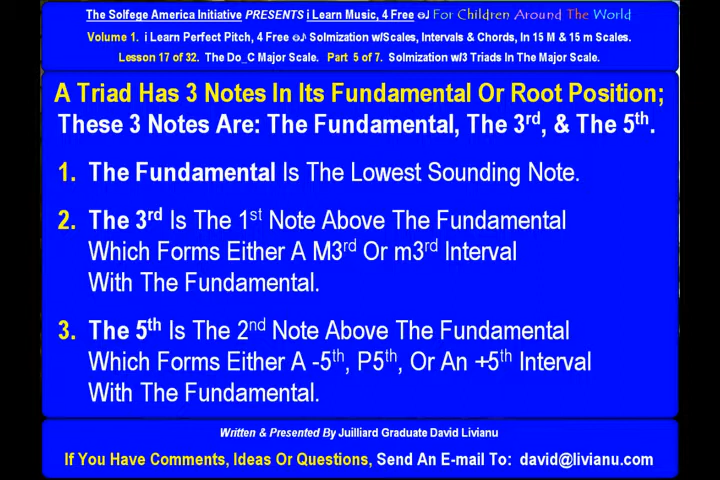 The Solfege America Initiative PRESENTS i Learn Music, 4 Free For Children Around The World
Volume 1. i Learn Perfect Pitch, 4 Free Solmization w/Scales, Intervals & Chords, In 15 M & 15 m Scales.
Lesson 17 of 32. The Do_C Major Scale. Part 5 of 7. Solmization w/3 Triads In The Major Scale.
A Triad Has 3 Notes In Its Fundamental Or Root Position;
These 3 Notes Are: The Fundamental, The 3rd, & The 5th.
1. The Fundamental Is The Lowest Sounding Note.
2. The 3rd Is The 1st Note Above The Fundamental
Which Forms Either A M3rd Or m3rd Interval
With The Fundamental.
3. The 5th Is The 2nd Note Above The Fundamental
Which Forms Either A -5th, P5th, Or An +5th Interval
With The Fundamental.
Written & Presented By Juilliard Graduate David Livianu
If You Have Comments, Ideas Or Questions, Send An E-mail To: david@livianu.com